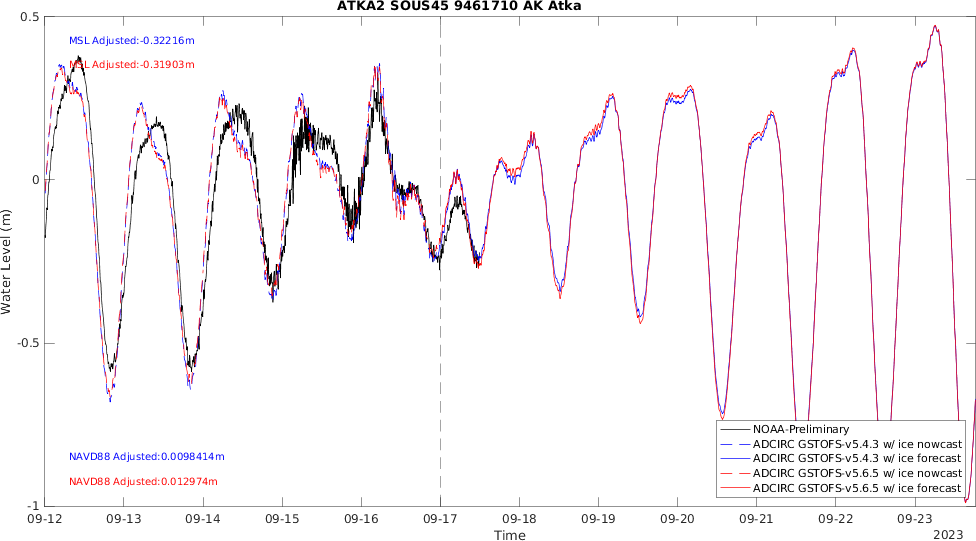 ATKA2 SOUS45 9461710 AK Atka
0.5
MSL Adjusted:-0.32216m
MSL Adjusted:-0.31903m
0
Water Level (m)
-0.5
NOAA-Preliminary
ADCIRC GSTOFS-v5.4.3 w/ ice nowcast
NAVD88 Adjusted:0.0098414m
ADCIRC GSTOFS-v5.4.3 w/ ice forecast
ADCIRC GSTOFS-v5.6.5 w/ ice nowcast
NAVD88 Adjusted:0.012974m
ADCIRC GSTOFS-v5.6.5 w/ ice forecast
-1
09-12 09-13 09-14 09-15 09-16 09-17 09-18 09-19 09-20 09-21 09-22 09-23
Time
2023